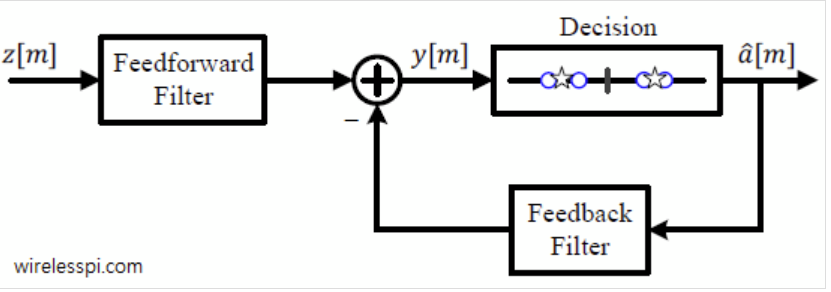 Decision
z[m]
Feedforward
Filter
y[m]
â[m]
−
Feedback
Filter
wirelesspi.com